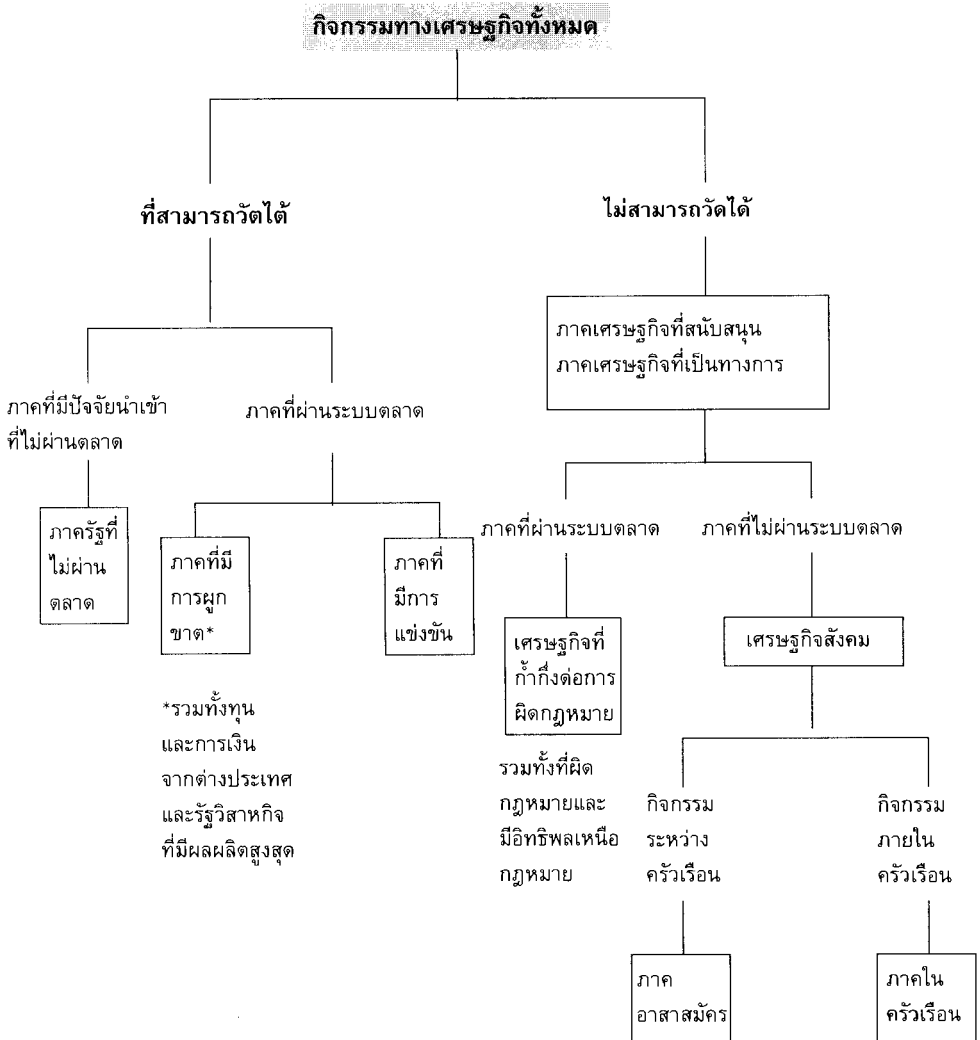 กิจกรรมทางเศรษฐกิจทั้งหมด
ที่สามารถวัตไต้
ไม่สามารถวัดได้
ภาคเศรษฐกิจที่สนับสนุน
ภาคเศรษฐกิจที่เป็นทางการ
ภาคที่มีปัจจัยนำเข้า
ที่ไม่ผ่านตลาด
ภาคที่ผ่านระบบตลาด
ภาคที่ผ่านระบบตลาด
ภาคที่ไม่ผ่านระบบตลาด
ภาครัฐที่
ไม่ผ่าน
ตลาด
ภาคที่มี
การผูก
ขาด*
ภาคที่
มีการ
แข่งขัน
เศรษฐกิจที่
ก้ำกึ่งต่อการ
ผิดกฎหมาย
เศรษฐกิจสังคม
*รวมทั้งทุน
และการเงิน
จากต่างประเทศ
และรัฐวิสาหกิจ
ที่มีผลผลิตสูงสุด
รวมทั้งที่ผิด
กฎหมายและ
มีอิทธิพลเหนือ
กฎหมาย
กิจกรรม
ระหว่าง
ครัวเรือน
กิจกรรม
ภายใน
ครัวเรือน
ภาค
อาสาสมัคร
ภาคใน
ครัวเรือน